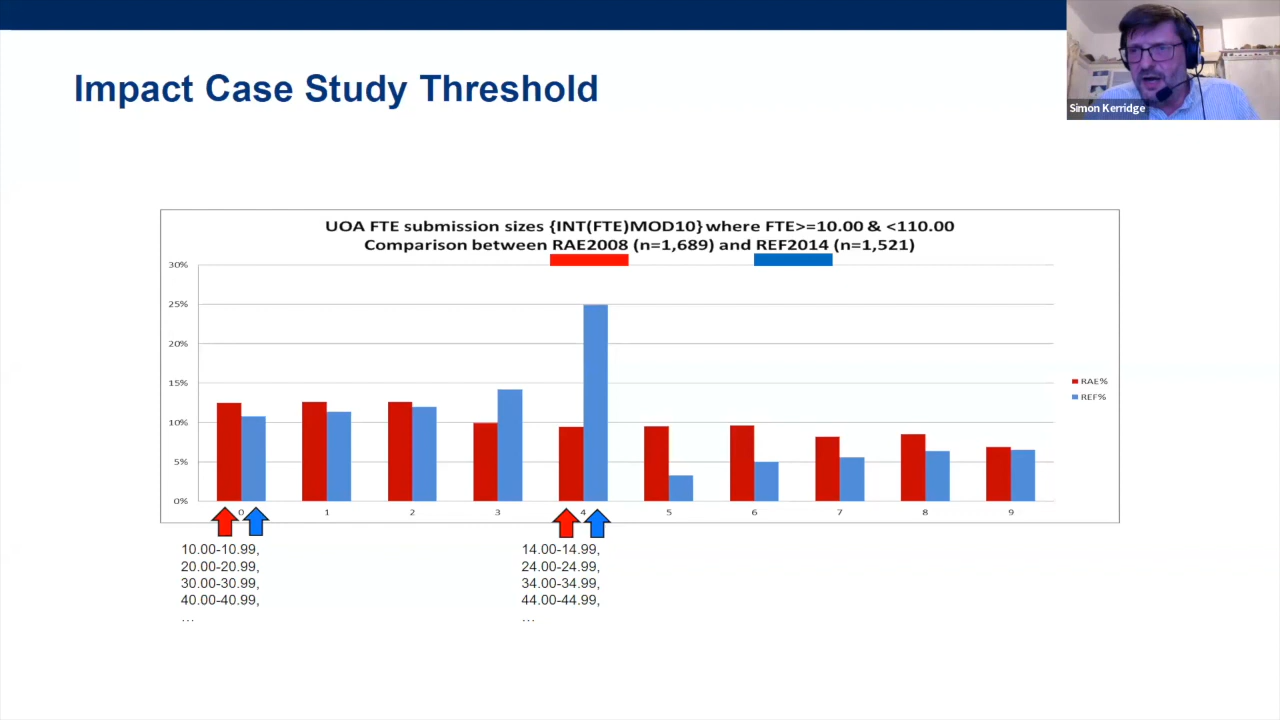 Impact Case Study Threshold
Simon Kerridge
UOA FTE submission sizes {INT(FTE)MOD10} where FTE>=10.00 & <110.00
Comparison between RAE2008 (n=1,689) and REF2014 (n=1,521)
30%
25%
20%
15%
10%
5%
0%
RAE%
REF%
0 1 2 3 4 5 6 7 8 9
10.00-10.99,
20.00-20.99,
30.00-30.99,
40.00-40.99,
...
14.00-14.99,
24.00-24.99,
34.00-34.99,
44.00-44.99,
...